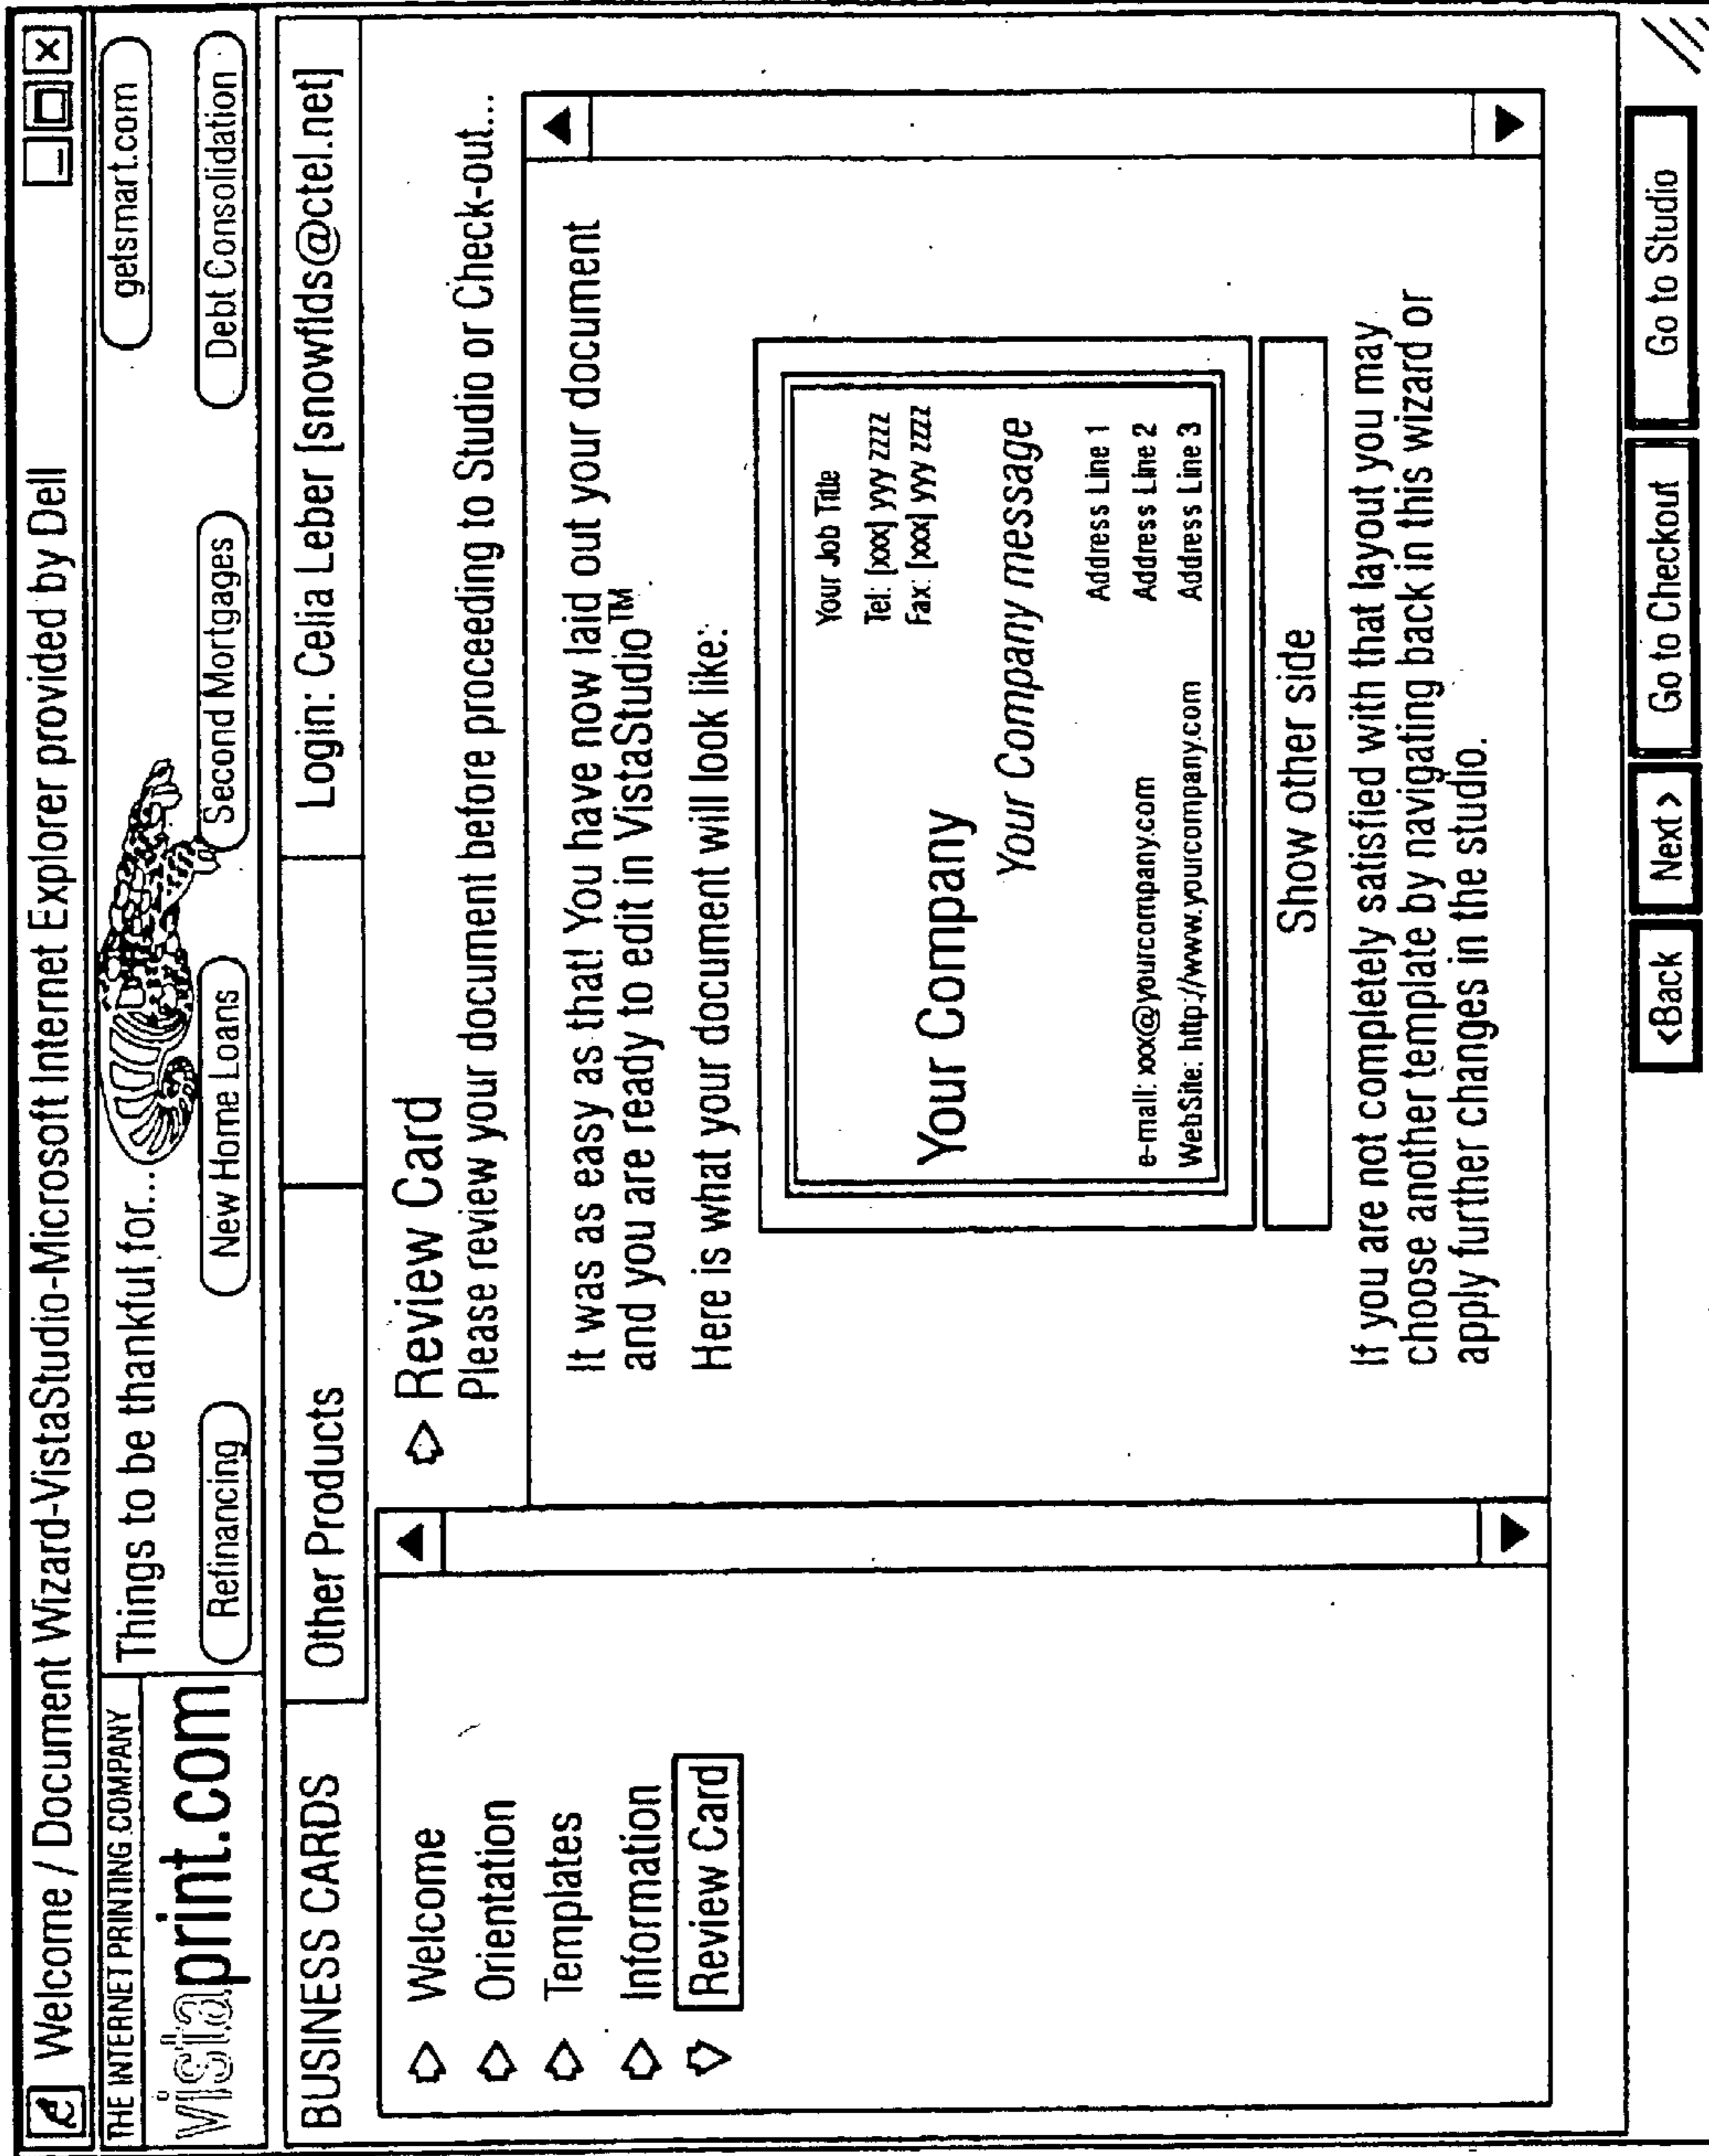 Welcome / Document Wizard-VistaStudio-Microsoft Internet Explorer provided by Dell
THE INTERNET PRINTING COMPANY
vistaprint.com
Things to be thankful for...
getsmart.com
Refinancing
New Home Loans
Second Mortgages
Debt Consolidation
BUSINESS CARDS
Other Products
Login: Celia Leber [snowflds@ctel.net]
Welcome
Orientation
Templates
Information
Review Card
Review Card
Please review your document before proceeding to Studio or Check-out...
It was as easy as that! You have now laid out your document
and you are ready to edit in VistaStudio™
Here is what your document will look like:
Your Job Title
Tel: [xxx] yyy zzzz
Fax: [xxx] yyy zzzz
Your Company
Your Company message
Address Line 1
e-mail: xxx@yourcompany.com Address Line 2
WebSite: http://www.yourcompany.com Address Line 3
Show other side
If you are not completely satisfied with that layout you may
choose another template by navigating back in this wizard or
apply further changes in the studio.
<Back
Next >
Go to Checkout
Go to Studio